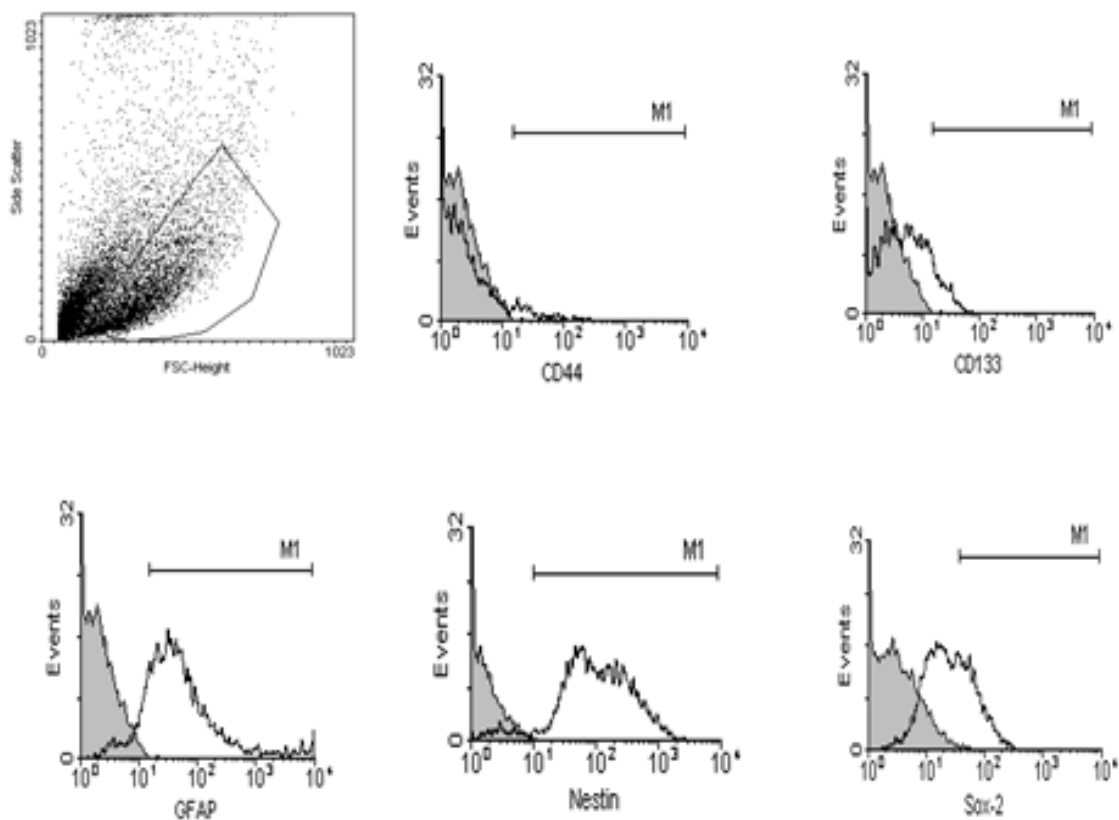 1023
Side Scatter
0
0
1023
FSC-Height
32
Events
0
M1
10⁰ 10¹ 10² 10³ 10⁴
CD44
32
Events
0
M1
10⁰ 10¹ 10² 10³ 10⁴
CD133
32
Events
0
M1
10⁰ 10¹ 10² 10³ 10⁴
GFAP
32
Events
0
M1
10⁰ 10¹ 10² 10³ 10⁴
Nestin
32
Events
0
M1
10⁰ 10¹ 10² 10³ 10⁴
Sox-2